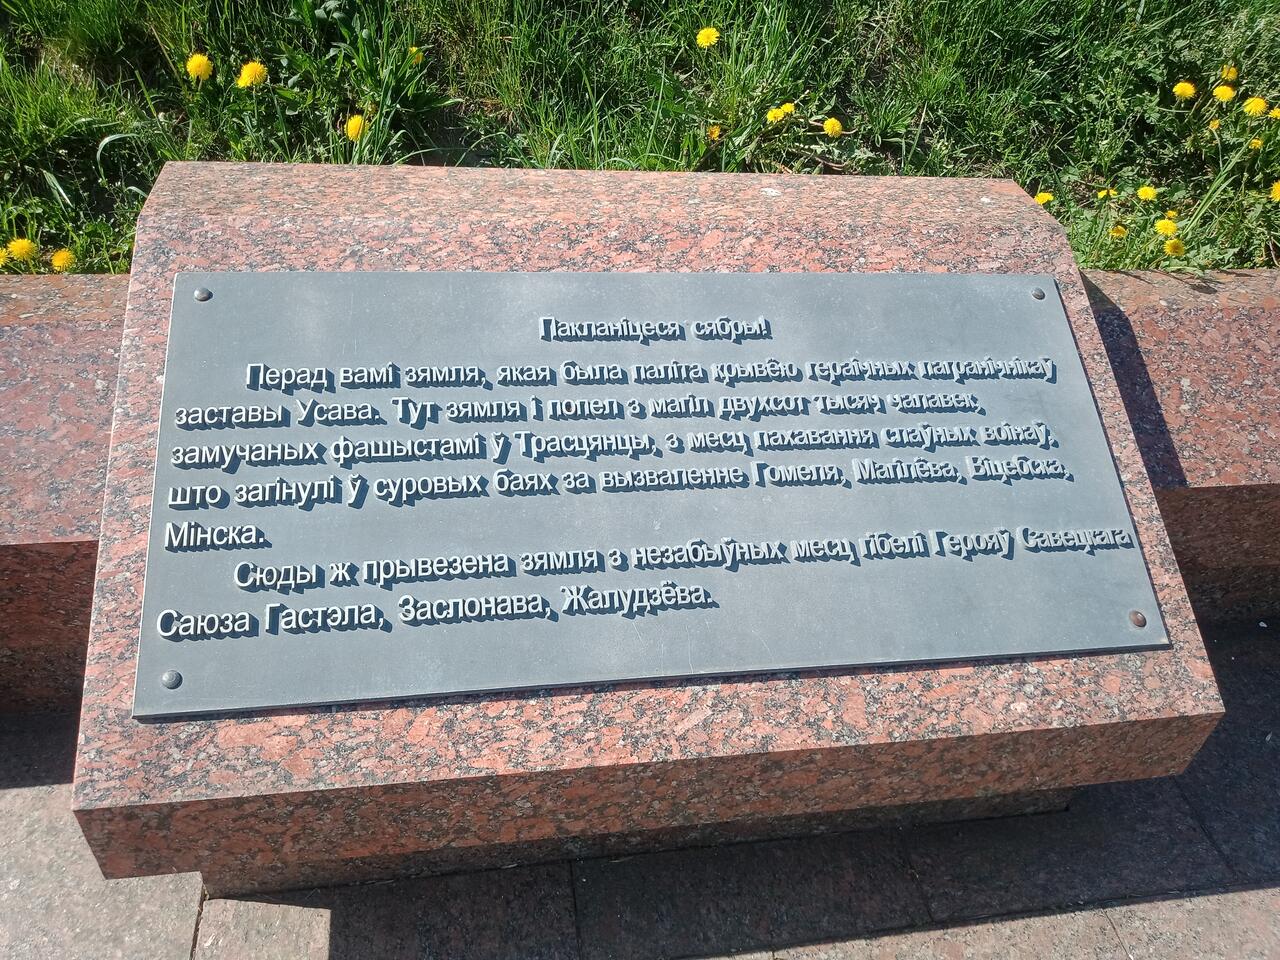 Пакланіцеся сябры!
Перад вамі зямля, якая была паліта крывёю гераічных пагранічнікаў
заставы Усава. Тут зямля і попел з магіл двухсот тысяч чалавек,
замучаных фашыстамі ў Трасцянцы, з месц пахавання слаўных воінаў,
што загінулі ў суровых баях за вызваленне Гомеля, Магілёва, Віцебска,
Мінска.
Сюды ж прывезена зямля з незабыўных месц гібелі Герояў Савецкага
Саюза Гастэла, Заслонава, Жалудзёва.